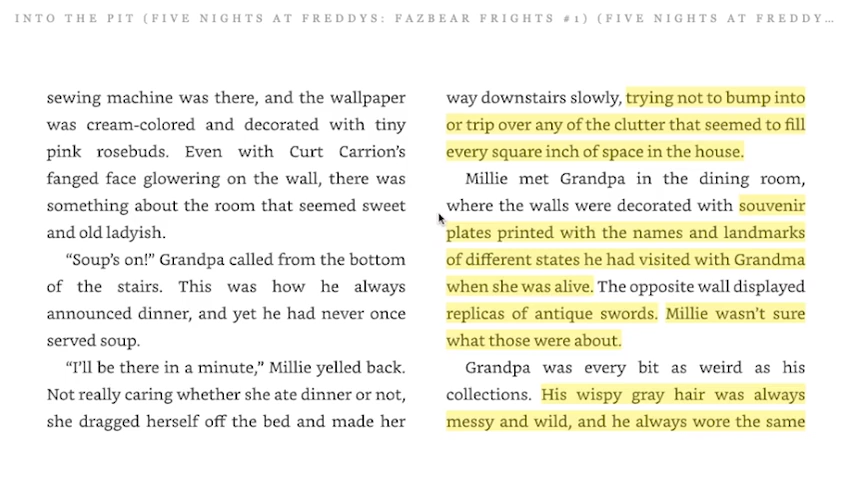 INTO THE PIT (FIVE NIGHTS AT FREDDYS: FAZBEAR FRIGHTS #1) (FIVE NIGHTS AT FREDDY...
sewing machine was there, and the wallpaper
was cream-colored and decorated with tiny
pink rosebuds. Even with Curt Carrion's
fanged face glowering on the wall, there was
something about the room that seemed sweet
and old ladyish.
“Soup's on!” Grandpa called from the bottom
of the stairs. This was how he always
announced dinner, and yet he had never once
served soup.
“I'll be there in a minute,” Millie yelled back.
Not really caring whether she ate dinner or not,
she dragged herself off the bed and made her
way downstairs slowly, trying not to bump into
or trip over any of the clutter that seemed to fill
every square inch of space in the house.
Millie met Grandpa in the dining room,
where the walls were decorated with souvenir
plates printed with the names and landmarks
of different states he had visited with Grandma
when she was alive. The opposite wall displayed
replicas of antique swords. Millie wasn't sure
what those were about.
Grandpa was every bit as weird as his
collections. His wispy gray hair was always
messy and wild, and he always wore the same